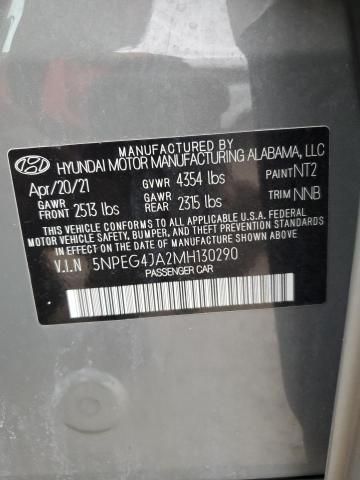 MANUFACTURED BY
HYUNDAI MOTOR MANUFACTURING ALABAMA, LLC
Apr/20/21 GVWR 4354 lbs PAINT NT2
GAWR FRONT 2513 lbs GAWR REAR 2315 lbs TRIM NNB
THIS VEHICLE CONFORMS TO ALL APPLICABLE U.S.A. FEDERAL
MOTOR VEHICLE SAFETY, BUMPER, AND THEFT PREVENTION STANDARDS
IN EFFECT ON THE DATE OF MANUFACTURE SHOWN ABOVE.
V.I.N 5NPEG4JA2MH130290
PASSENGER CAR